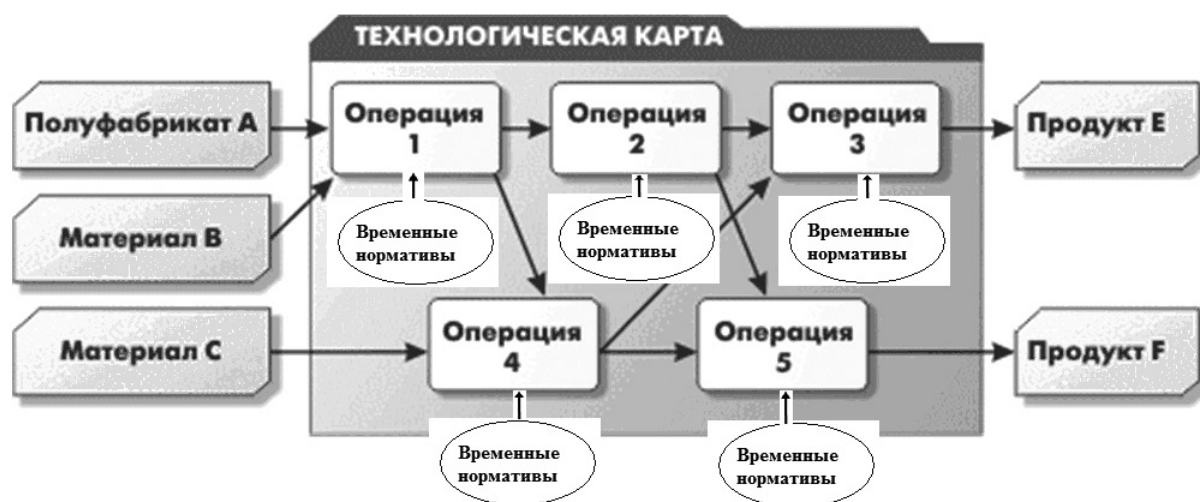 ТЕХНОЛОГИЧЕСКАЯ КАРТА
Полуфабрикат А
Операция
1
Операция
2
Операция
3
Продукт Е
Материал В
Временные
нормативы
Временные
нормативы
Временные
нормативы
Материал С
Операция
4
Операция
5
Продукт F
Временные
нормативы
Временные
нормативы